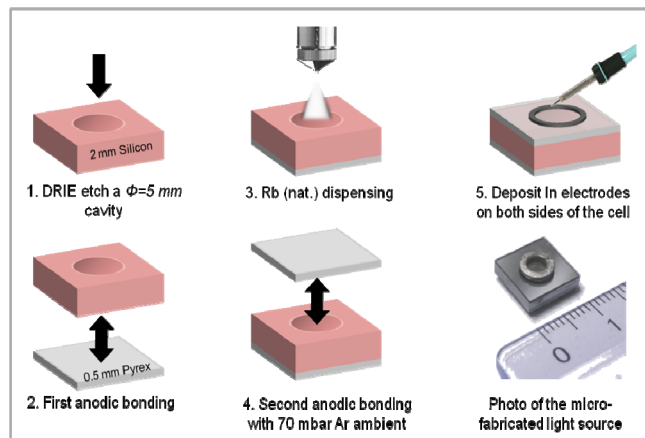 2 mm Silicon
1. DRIE etch a Φ=5 mm
cavity
0.5 mm Pyrex
2. First anodic bonding
3. Rb (nat.) dispensing
4. Second anodic bonding
with 70 mbar Ar ambient
5. Deposit In electrodes
on both sides of the cell
0 1
Photo of the micro-
fabricated light source